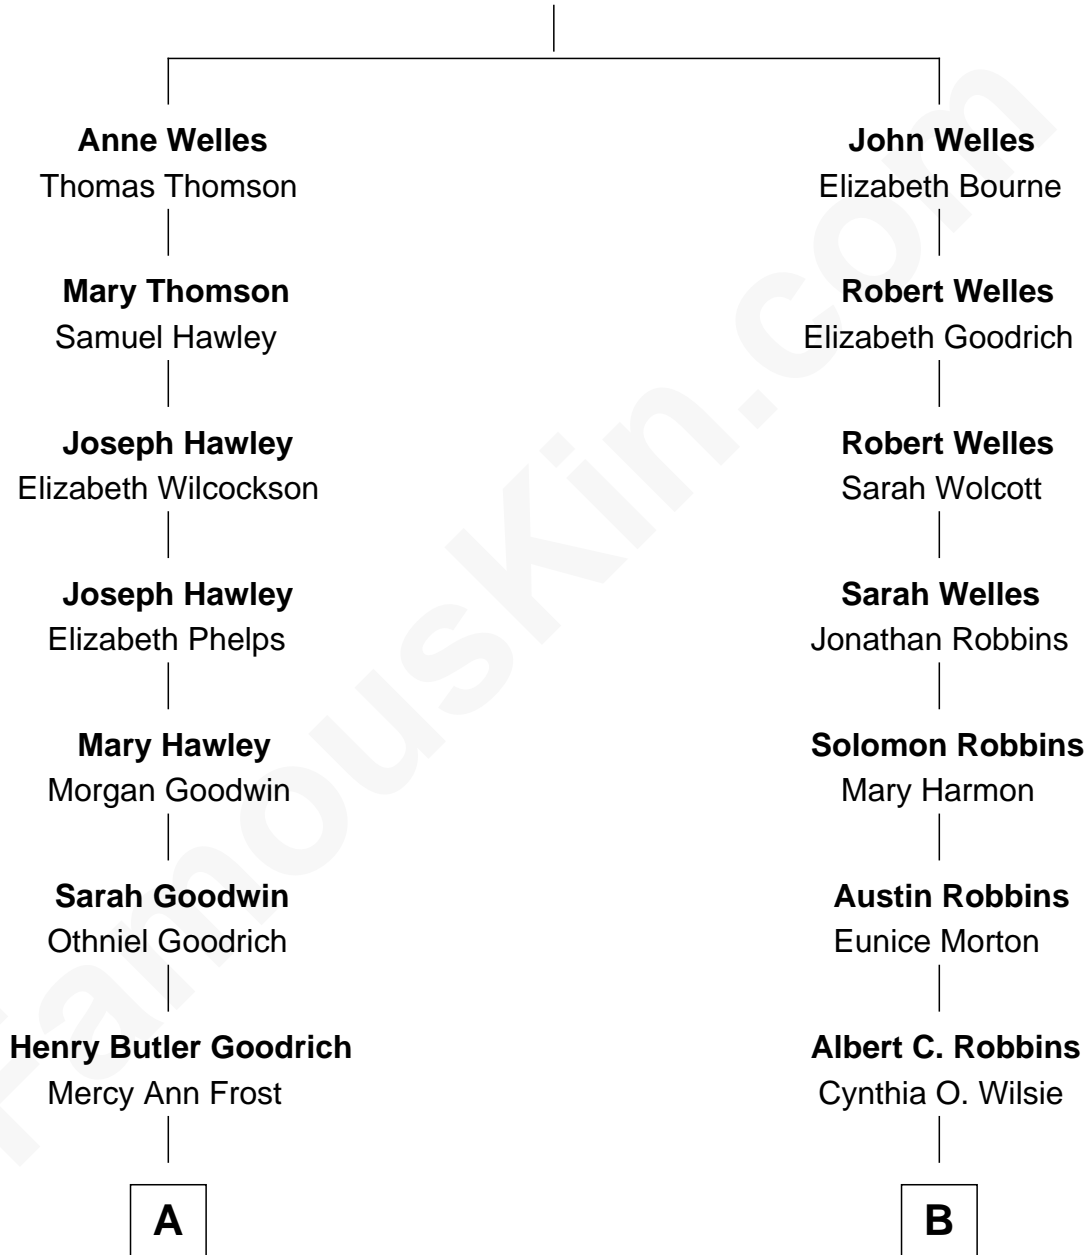 Anne Welles
Thomas Thomson
Mary Thomson
Samuel Hawley
Joseph Hawley
Elizabeth Wilcockson
Joseph Hawley
Elizabeth Phelps
Mary Hawley
Morgan Goodwin
Sarah Goodwin
Othniel Goodrich
Henry Butler Goodrich
Mercy Ann Frost
A
John Welles
Elizabeth Bourne
Robert Welles
Elizabeth Goodrich
Robert Welles
Sarah Wolcott
Sarah Welles
Jonathan Robbins
Solomon Robbins
Mary Harmon
Austin Robbins
Eunice Morton
Albert C. Robbins
Cynthia O. Wilsie
B
FamousKin.com